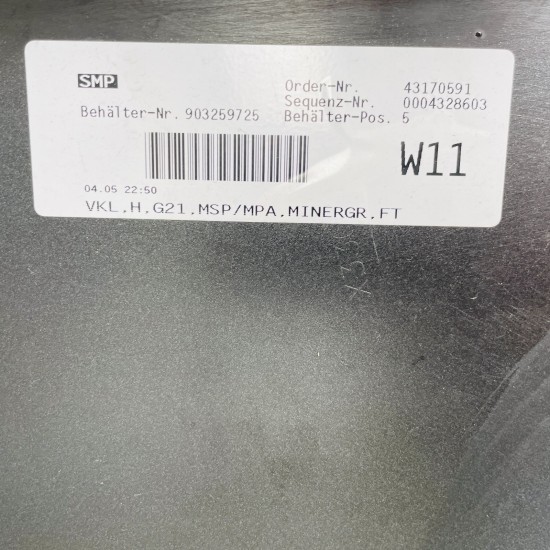 SMP
Order-Nr. 43170591
Sequenz-Nr. 0004328603
Behälter-Nr. 903259725 Behälter-Pos. 5
W11
04.05 22:50
VKL.H.G21.MSP/MPA.MINERGR.FT